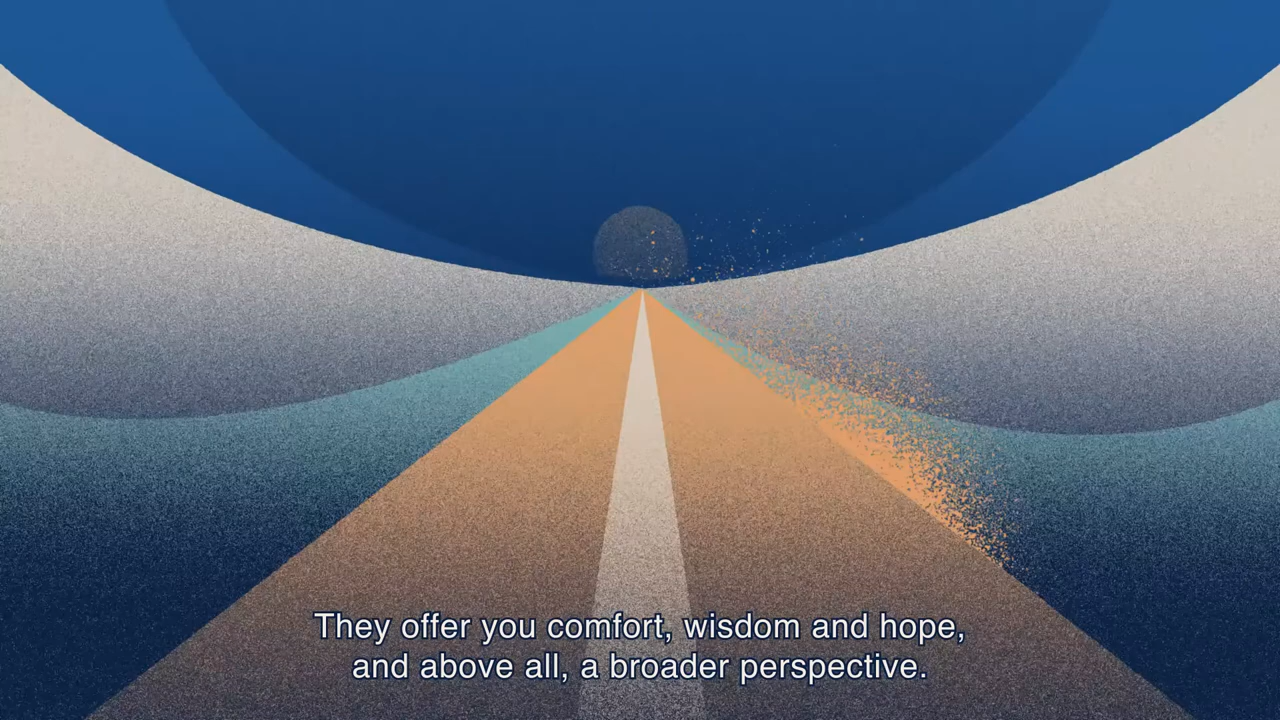 They offer you comfort, wisdom and hope,
and above all, a broader perspective.